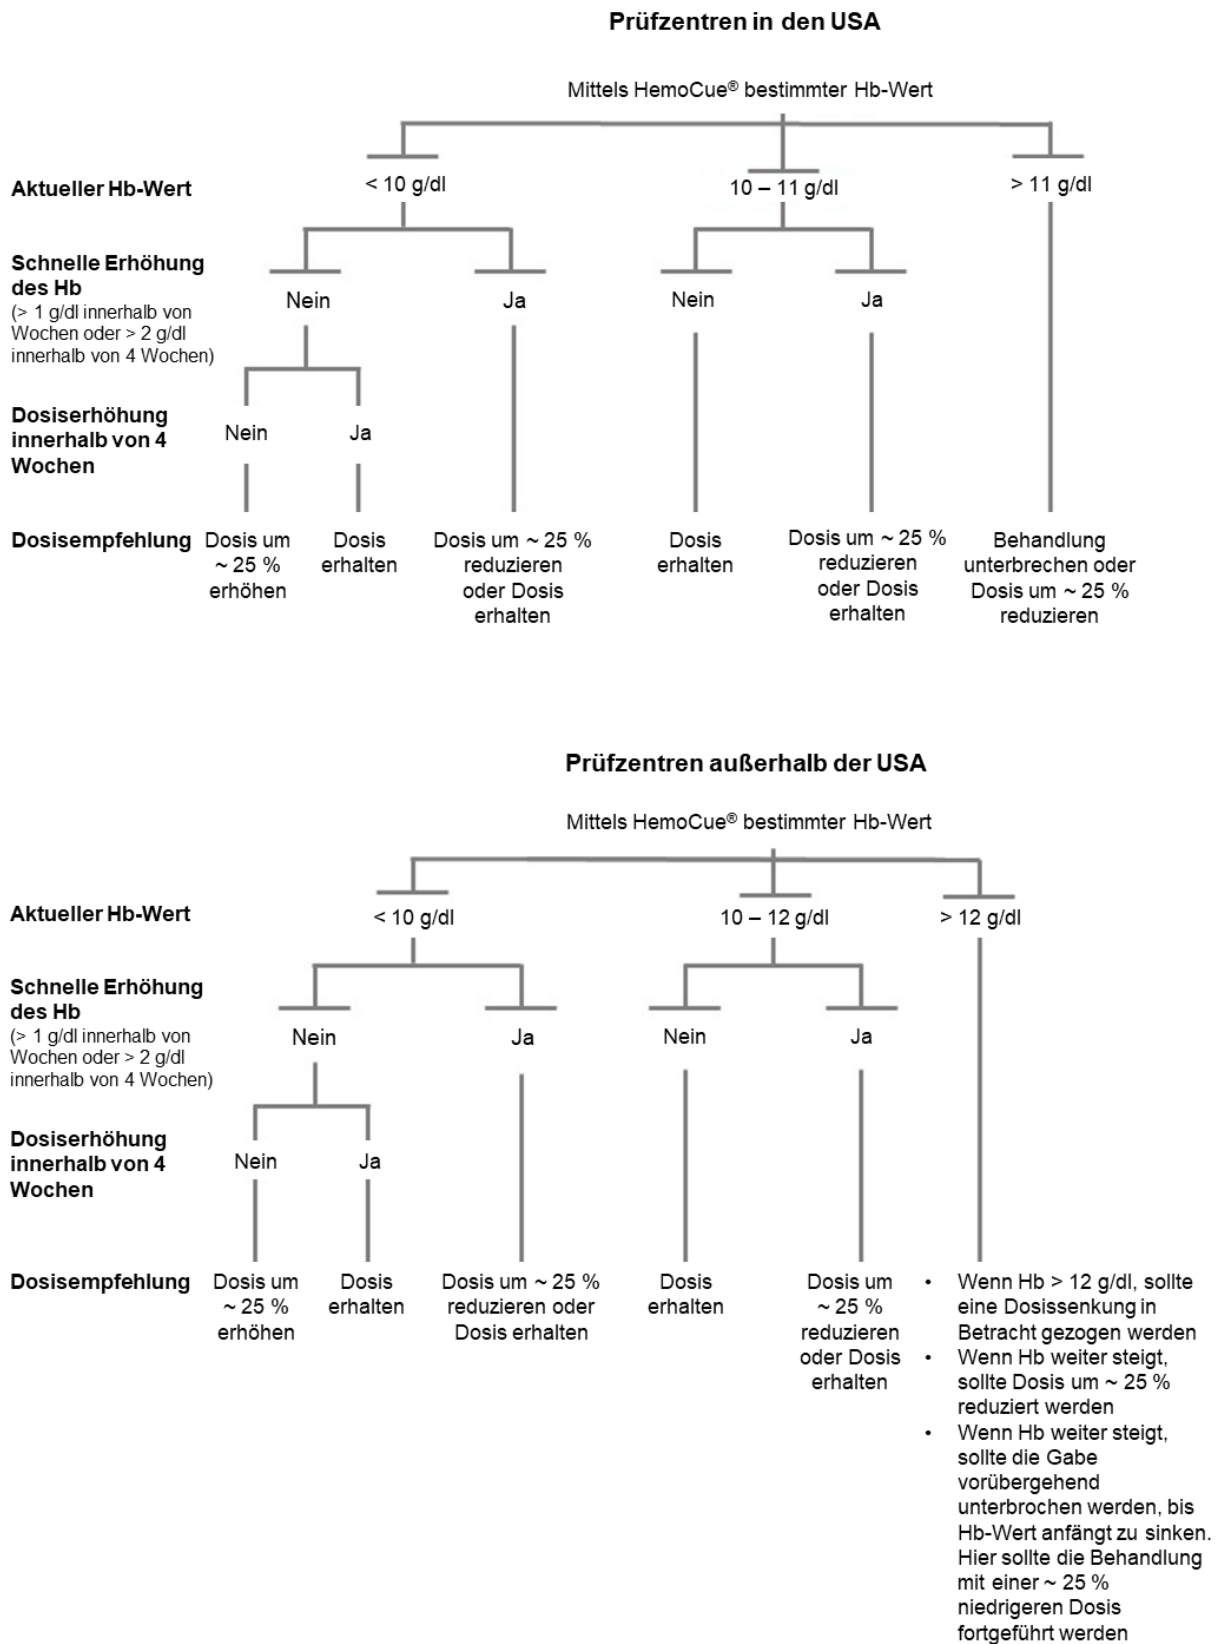 Prüfzentren in den USA
Mittels HemoCue® bestimmter Hb-Wert
Aktueller Hb-Wert
< 10 g/dl
10 – 11 g/dl
> 11 g/dl
Schnelle Erhöhung
des Hb
(> 1 g/dl innerhalb von
Wochen oder > 2 g/dl
innerhalb von 4 Wochen)
Nein
Ja
Nein
Ja
Dosiserhöhung
innerhalb von 4
Wochen
Nein
Ja
Dosisempfehlung
Dosis um
~ 25 %
erhöhen
Dosis
erhalten
Dosis um ~ 25 %
reduzieren
oder Dosis
erhalten
Dosis
erhalten
Dosis um ~ 25 %
reduzieren
oder Dosis
erhalten
Behandlung
unterbrechen oder
Dosis um ~ 25 %
reduzieren
Prüfzentren außerhalb der USA
Mittels HemoCue® bestimmter Hb-Wert
Aktueller Hb-Wert
< 10 g/dl
10 – 12 g/dl
> 12 g/dl
Schnelle Erhöhung
des Hb
(> 1 g/dl innerhalb von
Wochen oder > 2 g/dl
innerhalb von 4 Wochen)
Nein
Ja
Nein
Ja
Dosiserhöhung
innerhalb von 4
Wochen
Nein
Ja
Dosisempfehlung
Dosis um
~ 25 %
erhöhen
Dosis
erhalten
Dosis um ~ 25 %
reduzieren oder
Dosis erhalten
Dosis
erhalten
Dosis um
~ 25 %
reduzieren
oder Dosis
erhalten
• Wenn Hb > 12 g/dl, sollte
eine Dosissenkung in
Betracht gezogen werden
• Wenn Hb weiter steigt,
sollte Dosis um ~ 25 %
reduziert werden
• Wenn Hb weiter steigt,
sollte die Gabe
vorübergehend
unterbrochen werden, bis
Hb-Wert anfängt zu sinken.
Hier sollte die Behandlung
mit einer ~ 25 %
niedrigeren Dosis
fortgeführt werden